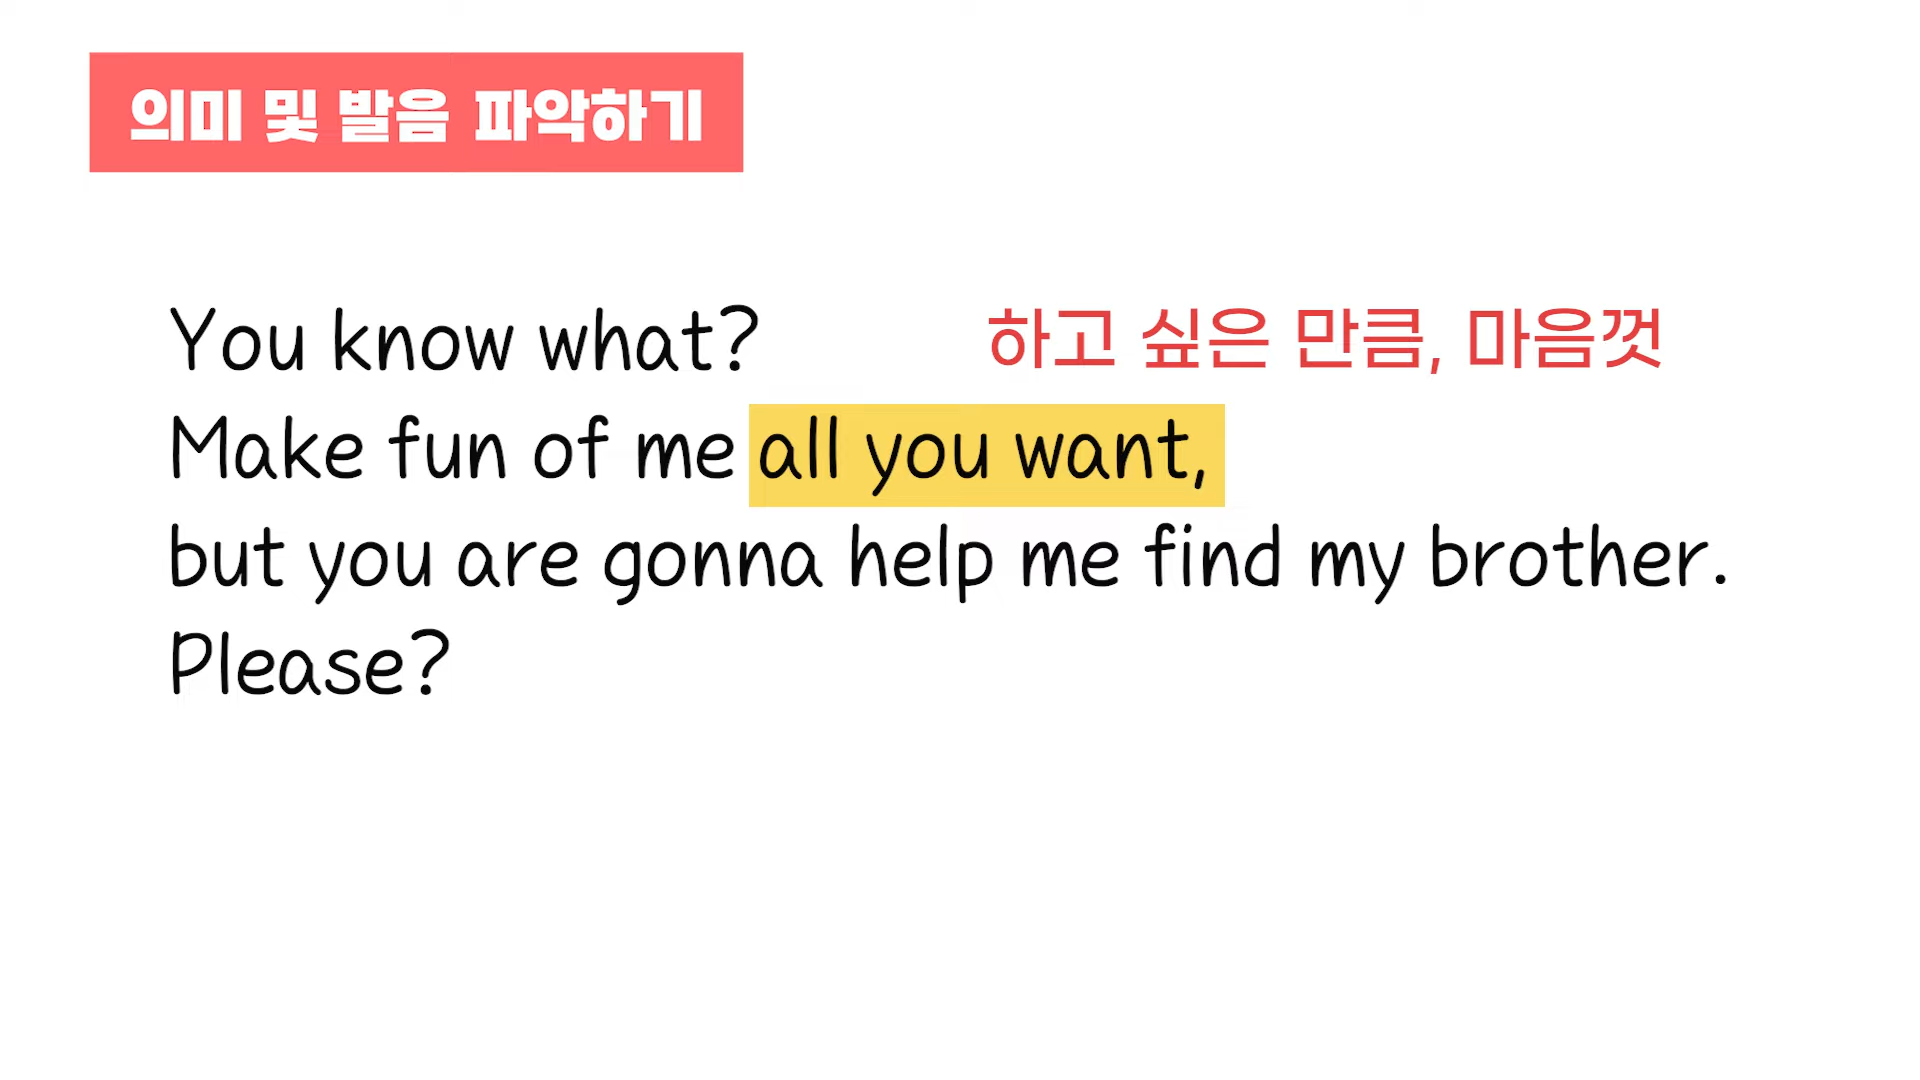 의미 및 발음 파악하기
You know what?
하고 싶은 만큼, 마음껏
Make fun of me all you want,
but you are gonna help me find my brother.
Please?